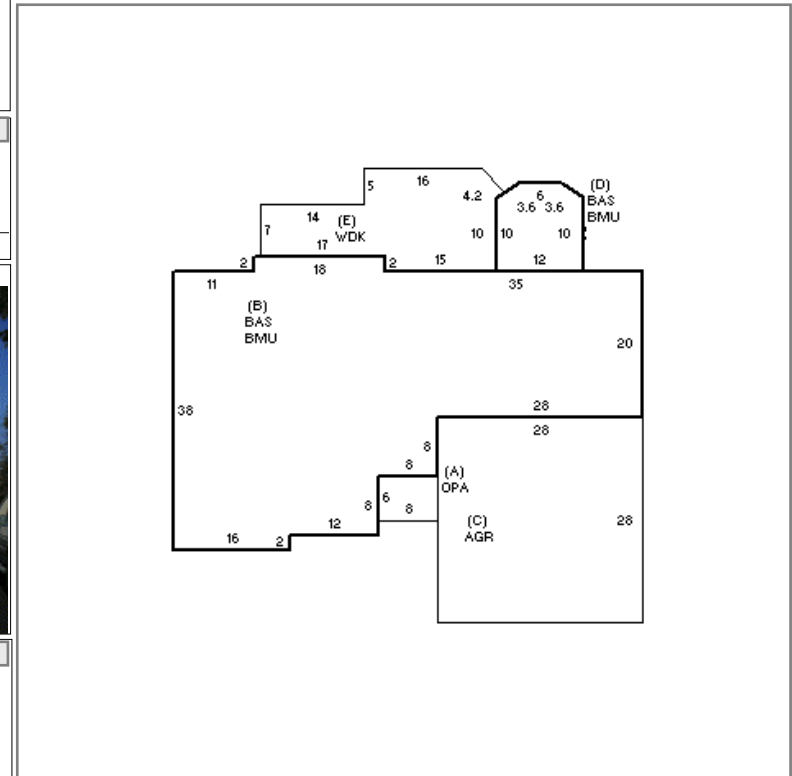 5 16 4.2 6 (D)
3.6 3.6 BAS
BMU
14 (E)
7 WDK 10 10 10
17
2 18 2 15 12
11 35
(B)
BAS
BMU
20
38
28
28
8
8 (A)
OPA
8 6 8
(C)
AGR
28
12
16 2